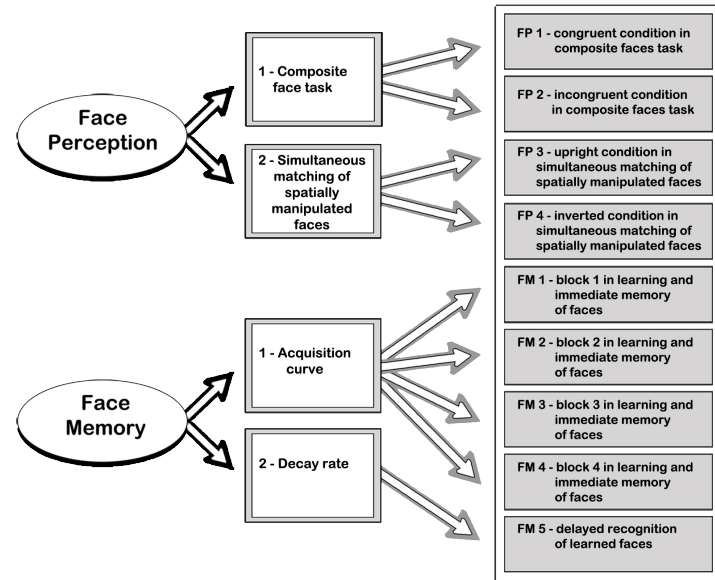 Face
Perception
1 - Composite
face task
2 - Simultaneous
matching of
spatially
manipulated
faces
FP 1 - congruent condition in
composite faces task
FP 2 - incongruent condition
in composite faces task
FP 3 - upright condition in
simultaneous matching of
spatially manipulated faces
FP 4 - inverted condition in
simultaneous matching of
spatially manipulated faces
Face
Memory
1 - Acquisition
curve
2 - Decay rate
FM 1 - block 1 in learning and
immediate memory
of faces
FM 2 - block 2 in learning and
immediate memory
of faces
FM 3 - block 3 in learning and
immediate memory
of faces
FM 4 - block 4 in learning and
immediate memory
of faces
FM 5 - delayed recognition
of learned faces